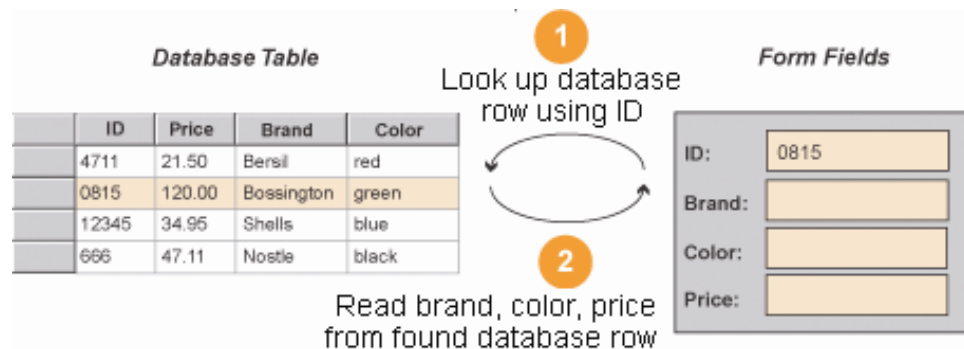 1
Database Table
Form Fields
Look up database
row using ID
ID Price Brand Color
4711 21.50 Bersil red
0815 120.00 Bossington green
12345 34.95 Shells blue
666 47.11 Nostle black
ID: 0815
Brand:
Color:
Price:
2
Read brand, color, price
from found database row